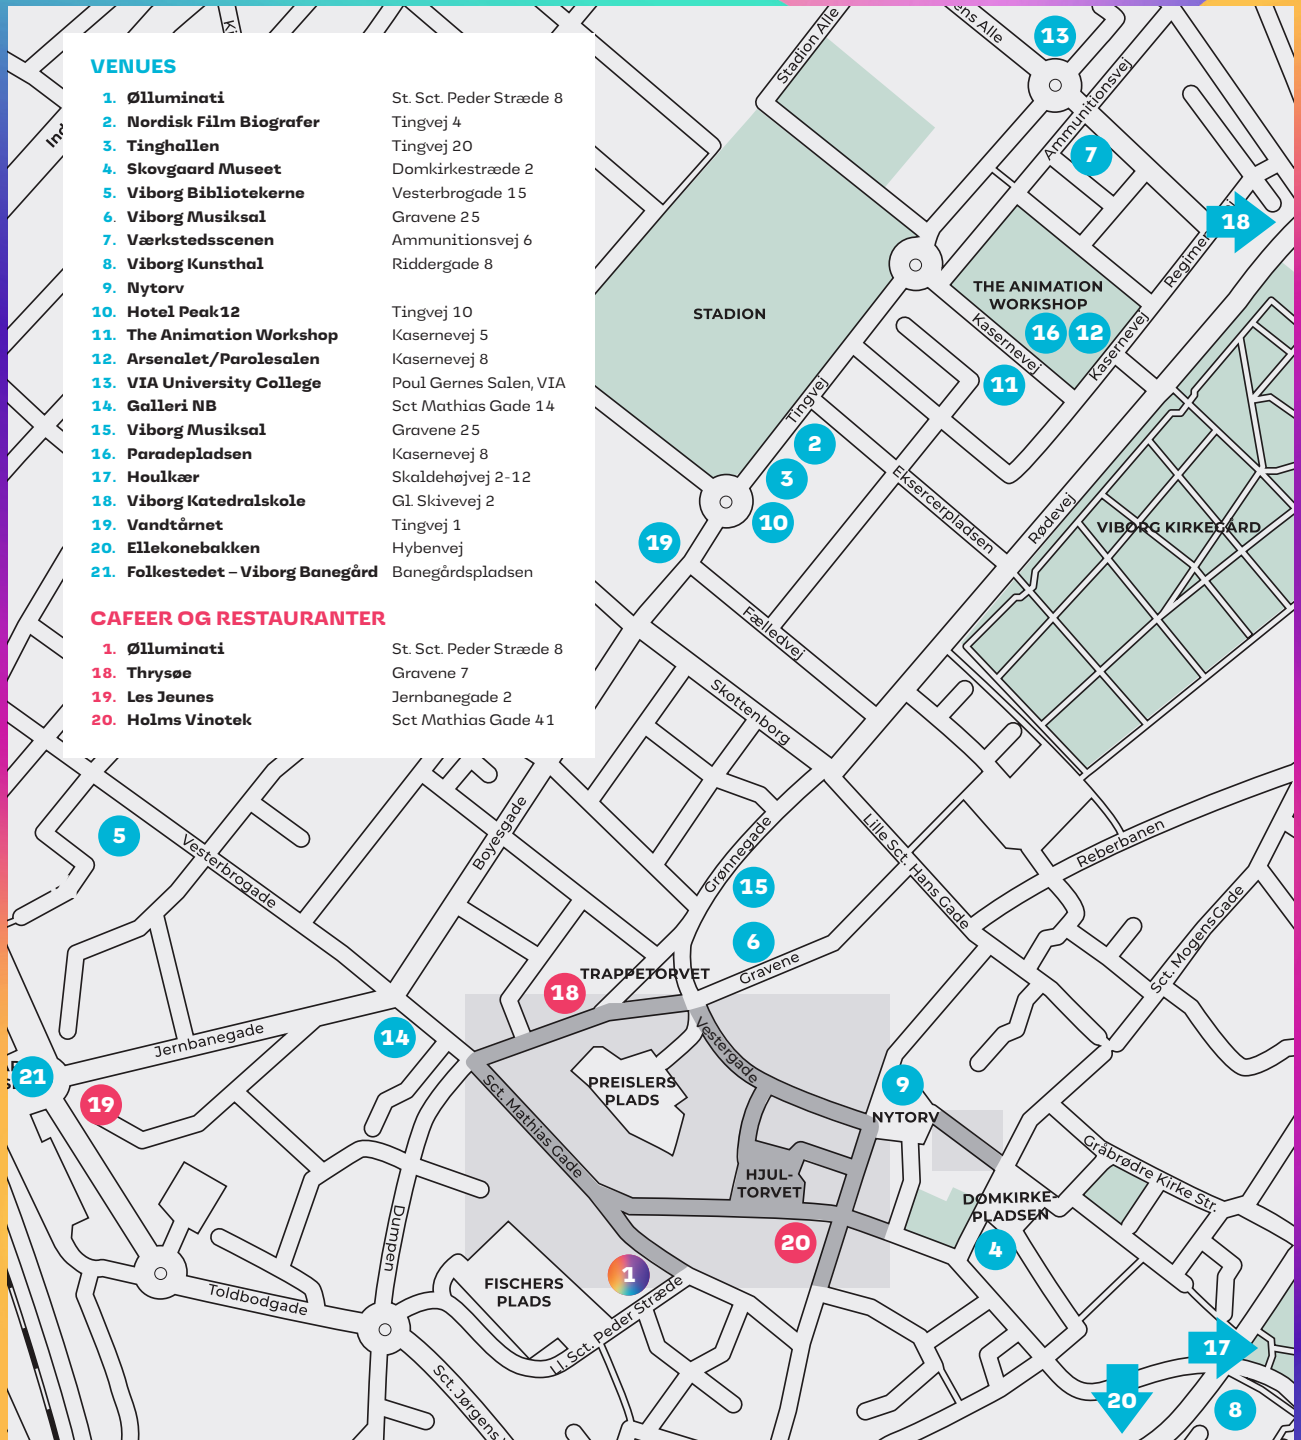 VENUES
1. Ølluminati St. Sct. Peder Stræde 8
2. Nordisk Film Biografer Tingvej 4
3. Tinghallen Tingvej 20
4. Skovgaard Museet Domkirkestræde 2
5. Viborg Bibliotekerne Vesterbrogade 15
6. Viborg Musiksal Gravene 25
7. Værkstedsscenen Ammunitionsvej 6
8. Viborg Kunsthal Riddergade 8
9. Nytorv
10. Hotel Peak12 Tingvej 10
11. The Animation Workshop Kasernevej 5
12. Arsenalet/Parolesalen Kasernevej 8
13. VIA University College Poul Gernes Salen, VIA
14. Galleri NB Sct Mathias Gade 14
15. Viborg Musiksal Gravene 25
16. Paradepladsen Kasernevej 8
17. Houlkær Skaldehøjvej 2-12
18. Viborg Katedralskole Gl. Skivevej 2
19. Vandtårnet Tingvej 1
20. Ellekonebakken Hybenvej
21. Folkestedet – Viborg Banegård Banegårdspladsen
CAFEER OG RESTAURANTER
1. Ølluminati St. Sct. Peder Stræde 8
18. Thrysøe Gravene 7
19. Les Jeunes Jernbanegade 2
20. Holms Vinotek Sct Mathias Gade 41
Stadion Alle
Alle
13
Ammunitionsvej
7
18
STADION
THE ANIMATION
WORKSHOP
16
12
Kasernevej
Kasernevej
11
Tingvej
2
3
10
19
Eksercerpladsen
Rødevej
VIBORG KIRKEGÅRD
Fælledvej
Skottenborg
5
Vesterbrogade
Boyesgade
Grønnegade
Lille Sct. Hans Gade
Reberbanen
15
6
Gravene
Sct. Mogens Gade
TRAPPETORVET
18
14
Jernbanegade
21
19
Vestergade
PREISLERS
PLADS
Sct. Mathias Gade
9
NYTORV
Gråbrødre Kirke Str.
HJUL-
TORVET
DOMKIRKE-
PLADSEN
4
20
Dumpen
1
FISCHERS
PLADS
Ll. Sct. Peder Stræde
Toldbodgade
Sct. Jørgens
17
20
8